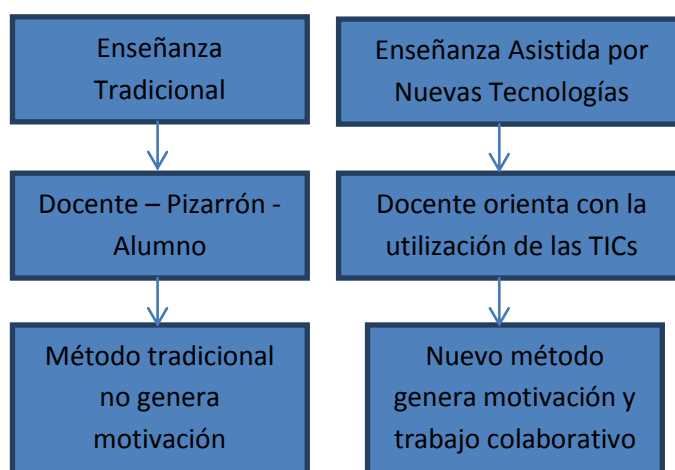 Enseñanza
Tradicional
Docente – Pizarrón -
Alumno
Método tradicional
no genera
motivación
Enseñanza Asistida por
Nuevas Tecnologías
Docente orienta con la
utilización de las TICs
Nuevo método
genera motivación y
trabajo colaborativo